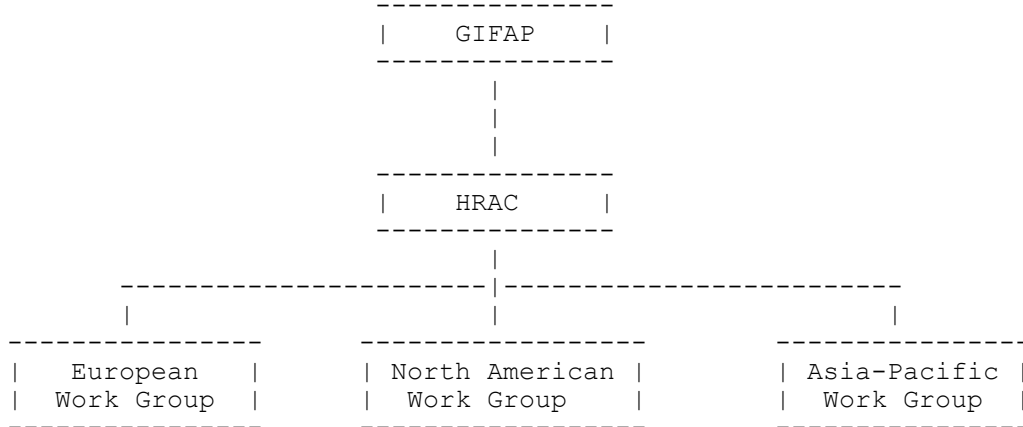 GIFAP
HRAC
European North American Asia-Pacific
Work Group Work Group Work Group